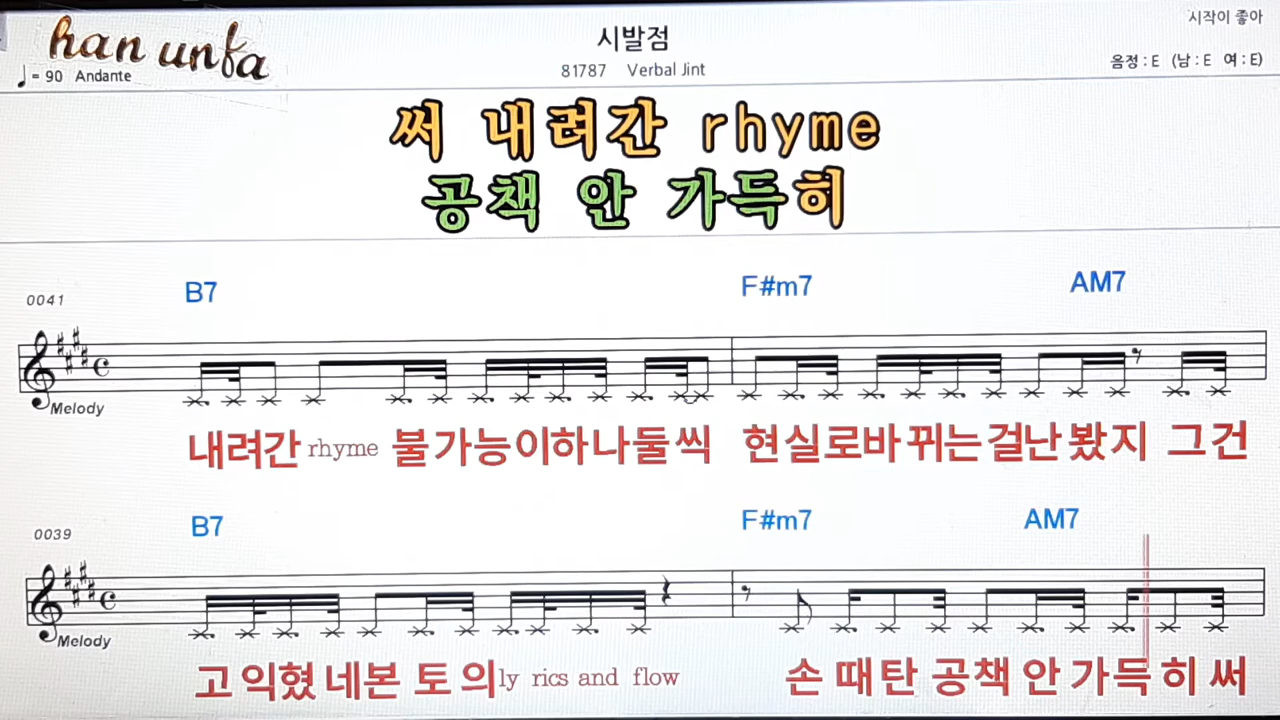 han unfa
시발점
시작이 좋아
♩= 90 Andante
81787 Verbal Jint
음정 : E (남 : E 여 : E)
써 내려간 rhyme
공책 안 가득히
0041
B7 F#m7 AM7
Melody
내려간 rhyme 불가능이하나둘씩 현실로바뀌는걸난봤지 그건
0039
B7 F#m7 AM7
Melody
고익혔네본토의ly rics and flow 손때탄 공책안가득히써